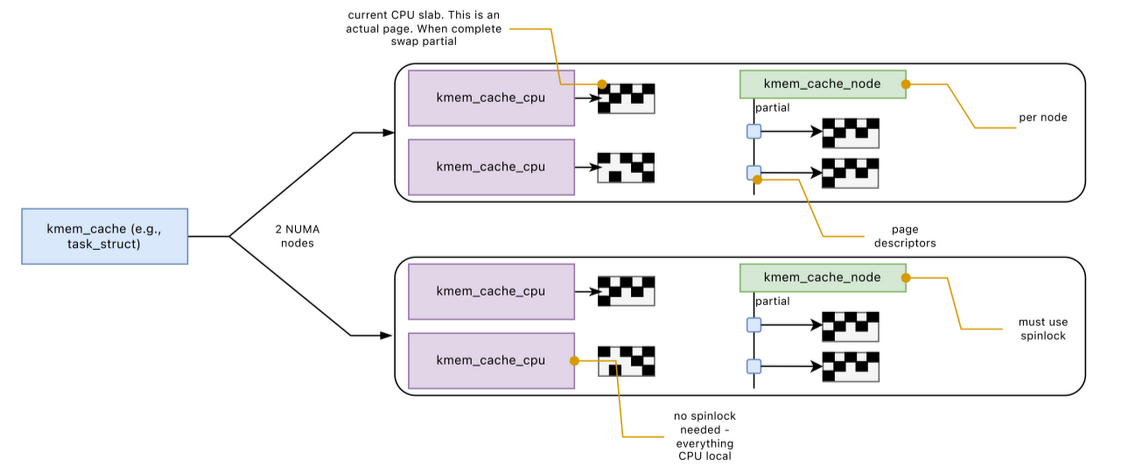 current CPU slab. This is an
actual page. When complete
swap partial
kmem_cache_cpu
kmem_cache_node
partial
per node
kmem_cache_cpu
page
descriptors
kmem_cache (e.g.,
task_struct)
2 NUMA
nodes
kmem_cache_cpu
kmem_cache_node
partial
must use
spinlock
kmem_cache_cpu
no spinlock
needed -
everything
CPU local